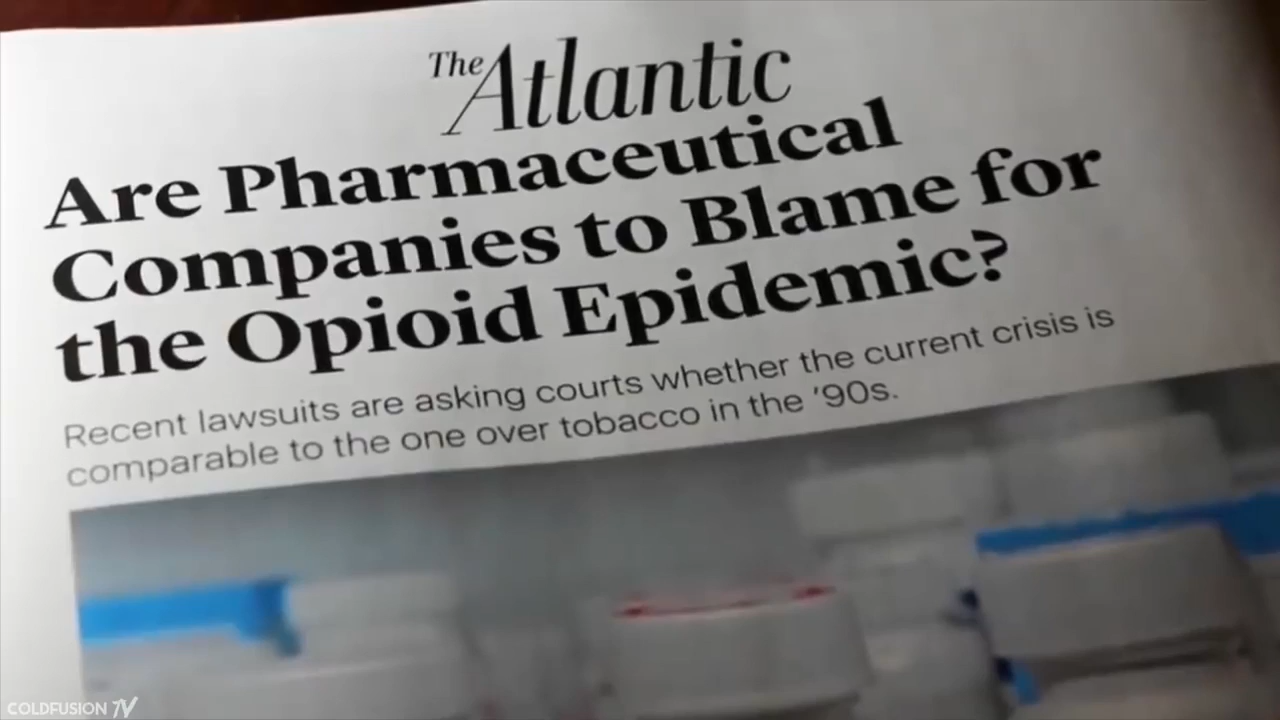 The Atlantic
Are Pharmaceutical
Companies to Blame for
the Opioid Epidemic?
Recent lawsuits are asking courts whether the current crisis is
comparable to the one over tobacco in the '90s.
COLDFUSION TV